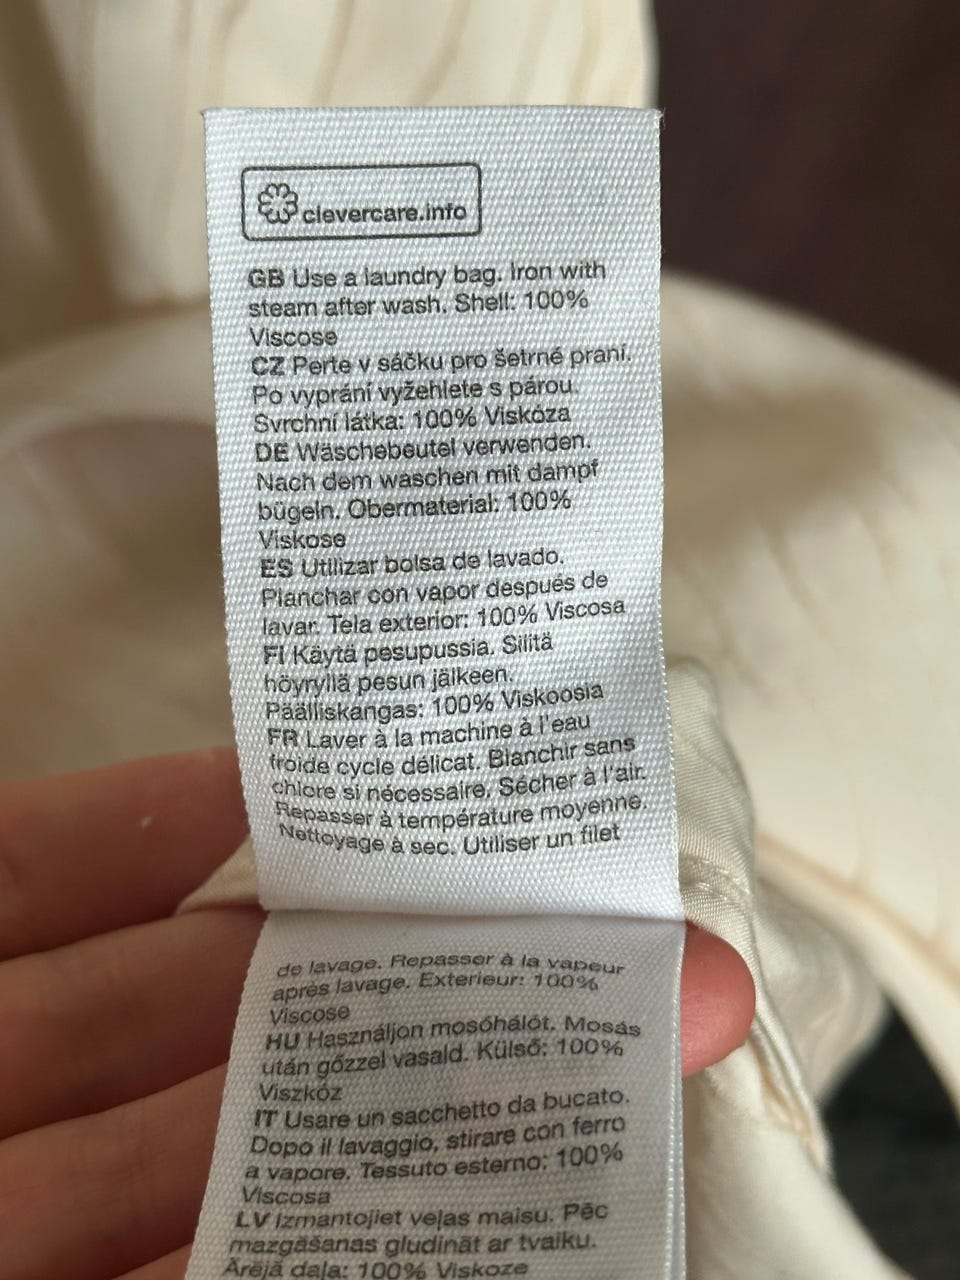 clevercare.info
GB Use a laundry bag. Iron with
steam after wash. Shell: 100%
Viscose
CZ Perte v sáčku pro šetrné praní.
Po vyprání vyžehlete s párou.
Svrchní látka: 100% Viskóza
DE Wäschebeutel verwenden.
Nach dem waschen mit dampf
bügeln. Obermaterial: 100%
Viskose
ES Utilizar bolsa de lavado.
Planchar con vapor después de
lavar. Tela exterior: 100% Viscosa
FI Käytä pesupussia. Silitä
höyryllä pesun jälkeen.
Päälliskangas: 100% Viskoosia
FR Laver à la machine à l'eau
froide cycle délicat. Blanchir sans
chlore si nécessaire. Sécher à l'air.
Repasser à température moyenne.
Nettoyage à sec. Utiliser un filet
de lavage. Repasser à la vapeur
après lavage. Exterieur: 100%
Viscose
HU Használjon mosóhálót. Mosás
után gőzzel vasald. Külső: 100%
Viszkóz
IT Usare un sacchetto da bucato.
Dopo il lavaggio, stirare con ferro
a vapore. Tessuto esterno: 100%
Viscosa
LV Izmantojiet veļas maisu. Pēc
mazgāšanas gludināt ar tvaiku.
Ārējā daļa: 100% Viskoze